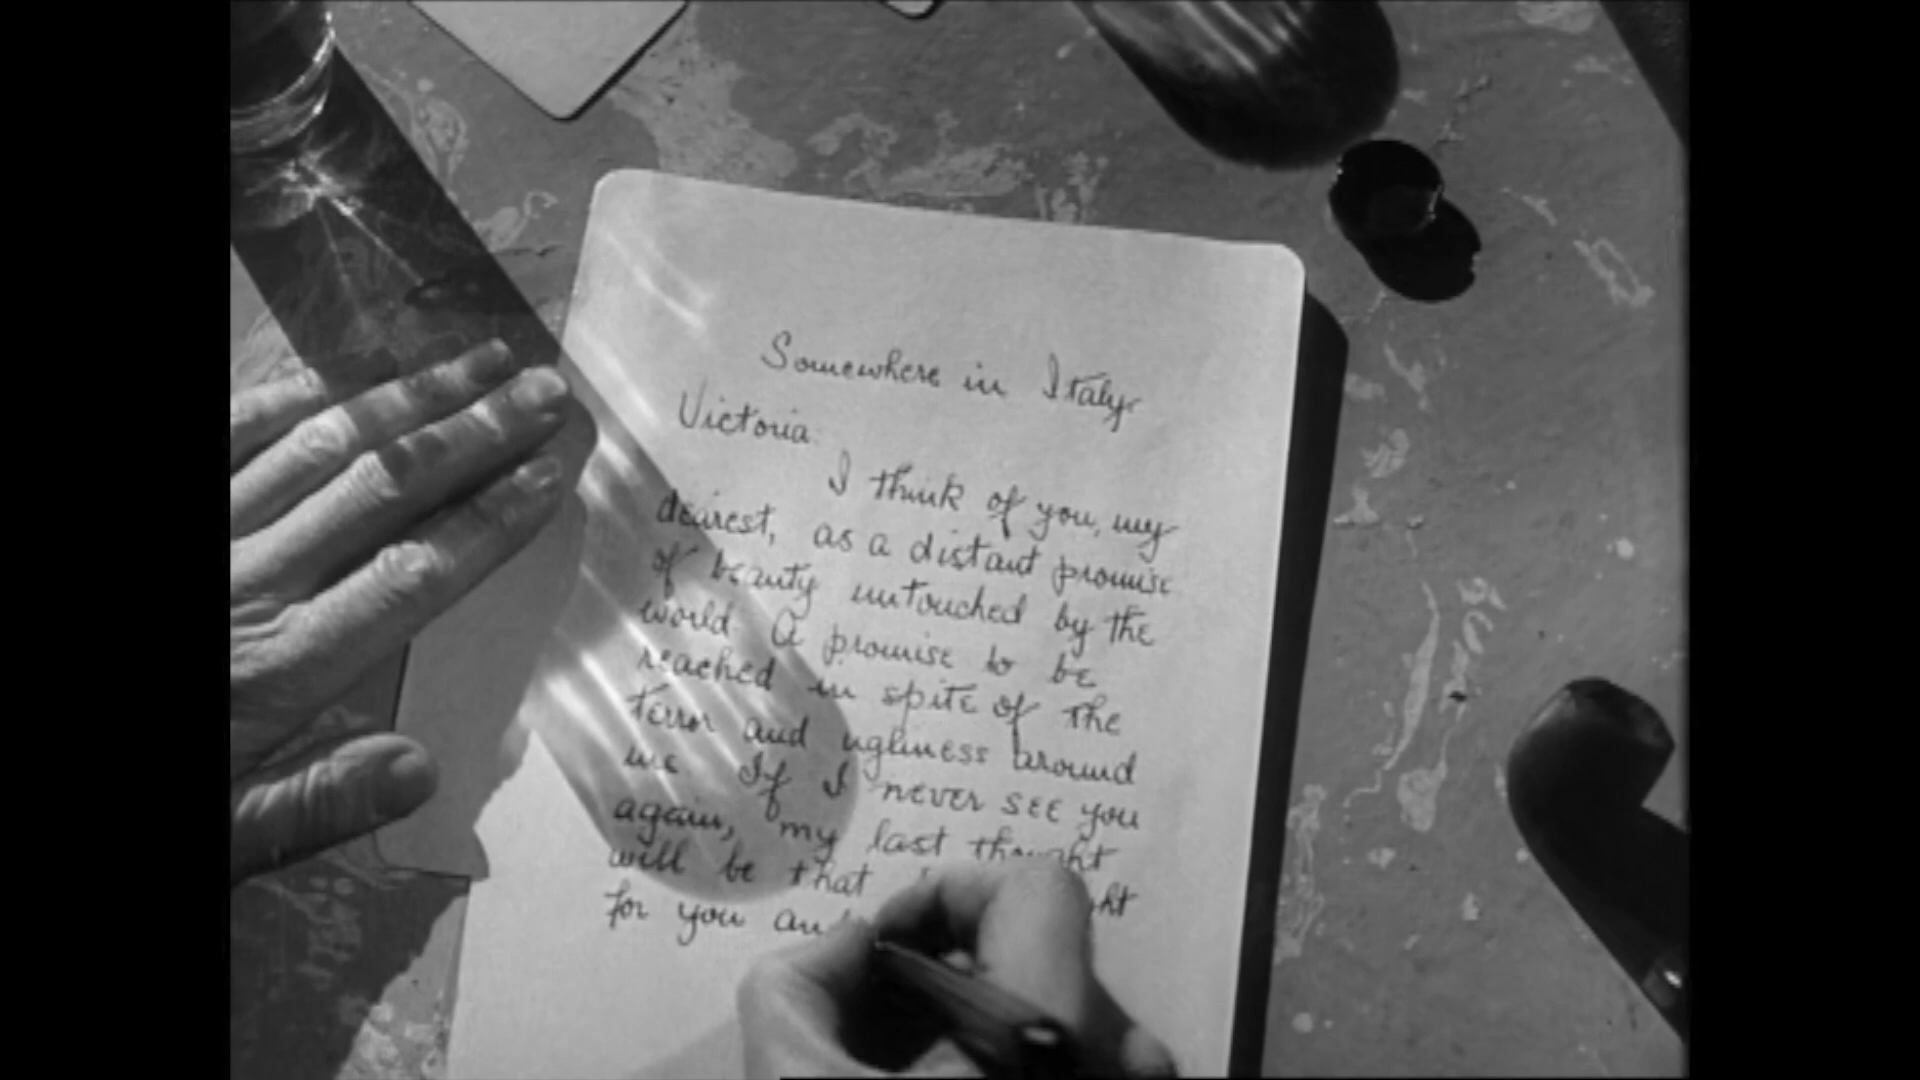 Somewhere in Italy.
Victoria.
I think of you, my
dearest, as a distant promise
of beauty untouched by the
world. A promise to be
reached in spite of the
terror and ugliness around
me. If I never see you
again, my last thought
will be that
for you and